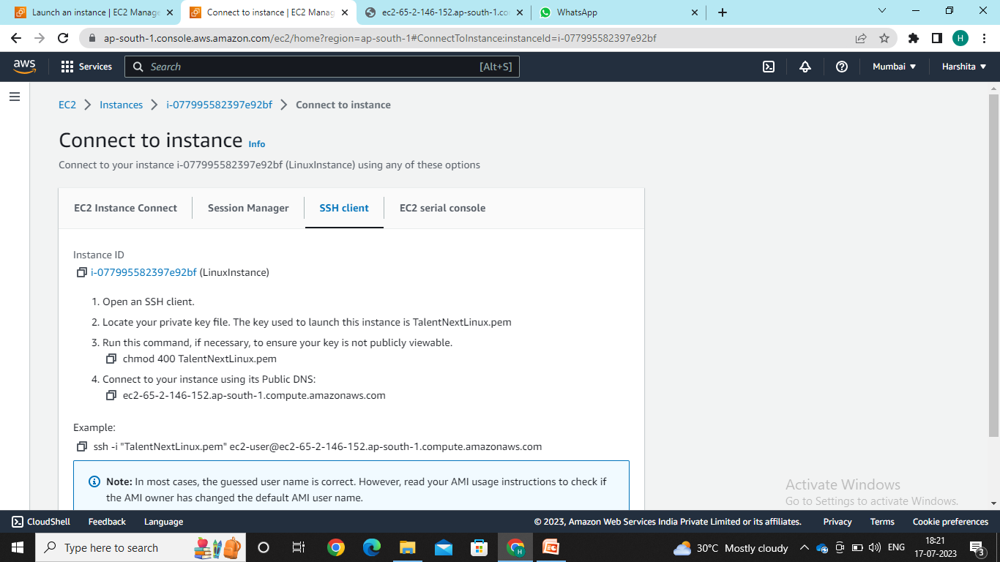 Launch an instance | EC2 Manage
Connect to instance | EC2 Manag
ec2-65-2-146-152.ap-south-1.co
WhatsApp
ap-south-1.console.aws.amazon.com/ec2/home?region=ap-south-1#ConnectToInstance:instanceId=i-077995582397e92bf
H
aws
Services
Search
[Alt+S]
Mumbai
Harshita
EC2 > Instances > i-077995582397e92bf > Connect to instance
Connect to instance Info
Connect to your instance i-077995582397e92bf (LinuxInstance) using any of these options
EC2 Instance Connect
Session Manager
SSH client
EC2 serial console
Instance ID
i-077995582397e92bf (LinuxInstance)
1. Open an SSH client.
2. Locate your private key file. The key used to launch this instance is TalentNextLinux.pem
3. Run this command, if necessary, to ensure your key is not publicly viewable.
chmod 400 TalentNextLinux.pem
4. Connect to your instance using its Public DNS:
ec2-65-2-146-152.ap-south-1.compute.amazonaws.com
Example:
ssh -i "TalentNextLinux.pem" ec2-user@ec2-65-2-146-152.ap-south-1.compute.amazonaws.com
Note: In most cases, the guessed user name is correct. However, read your AMI usage instructions to check if
the AMI owner has changed the default AMI user name.
Activate Windows
Go to Settings to activate Windows.
CloudShell
Feedback
Language
© 2023, Amazon Web Services India Private Limited or its affiliates.
Privacy
Terms
Cookie preferences
Type here to search
30°C Mostly cloudy
ENG
18:21
17-07-2023
3